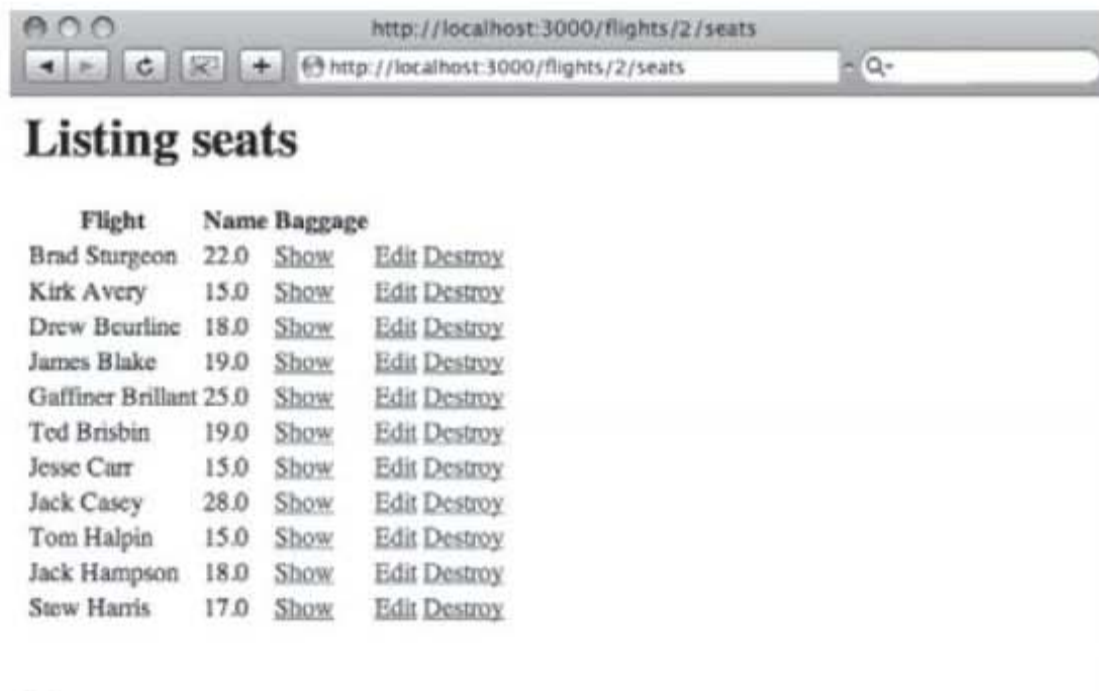 http://localhost:3000/flights/2/seats
http://localhost:3000/flights/2/seats
Listing seats
Flight Name Baggage
Brad Sturgeon 22.0 Show Edit Destroy
Kirk Avery 15.0 Show Edit Destroy
Drew Beurline 18.0 Show Edit Destroy
James Blake 19.0 Show Edit Destroy
Gaffiner Brillant 25.0 Show Edit Destroy
Ted Brisbin 19.0 Show Edit Destroy
Jesse Carr 15.0 Show Edit Destroy
Jack Casey 28.0 Show Edit Destroy
Tom Halpin 15.0 Show Edit Destroy
Jack Hampson 18.0 Show Edit Destroy
Stew Harris 17.0 Show Edit Destroy